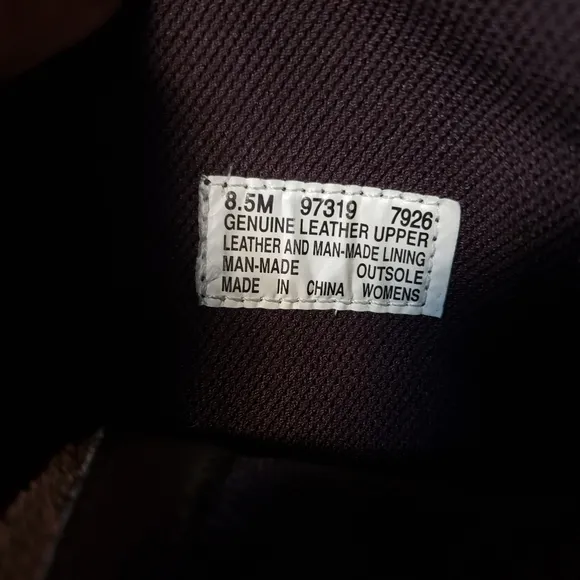 8.5M 97319 7926
GENUINE LEATHER UPPER
LEATHER AND MAN-MADE LINING
MAN-MADE OUTSOLE
MADE IN CHINA WOMENS